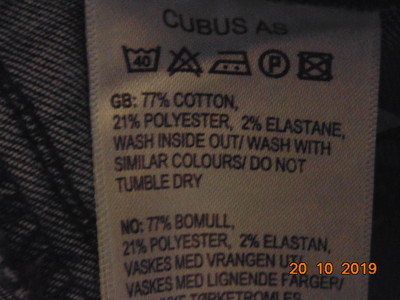 CUBUS AS
40 P
GB: 77% COTTON,
21% POLYESTER, 2% ELASTANE,
WASH INSIDE OUT/ WASH WITH
SIMILAR COLOURS/ DO NOT
TUMBLE DRY
NO: 77% BOMULL,
21% POLYESTER, 2% ELASTAN,
VASKES MED VRANGEN UT/
VASKES MED LIGNENDE FARGER/
TØRKETROMLES
20 10 2019